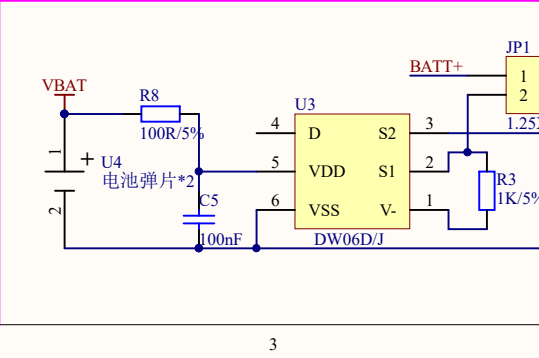 JP1
BATT+
1
2
1.25
VBAT
R8
100R/5%
U3
4
D
S2
3
1
U4
电池弹片*2
5
VDD
S1
2
R3
1K/5%
2
C5
6
VSS
V-
1
100nF
DW06D/J
3